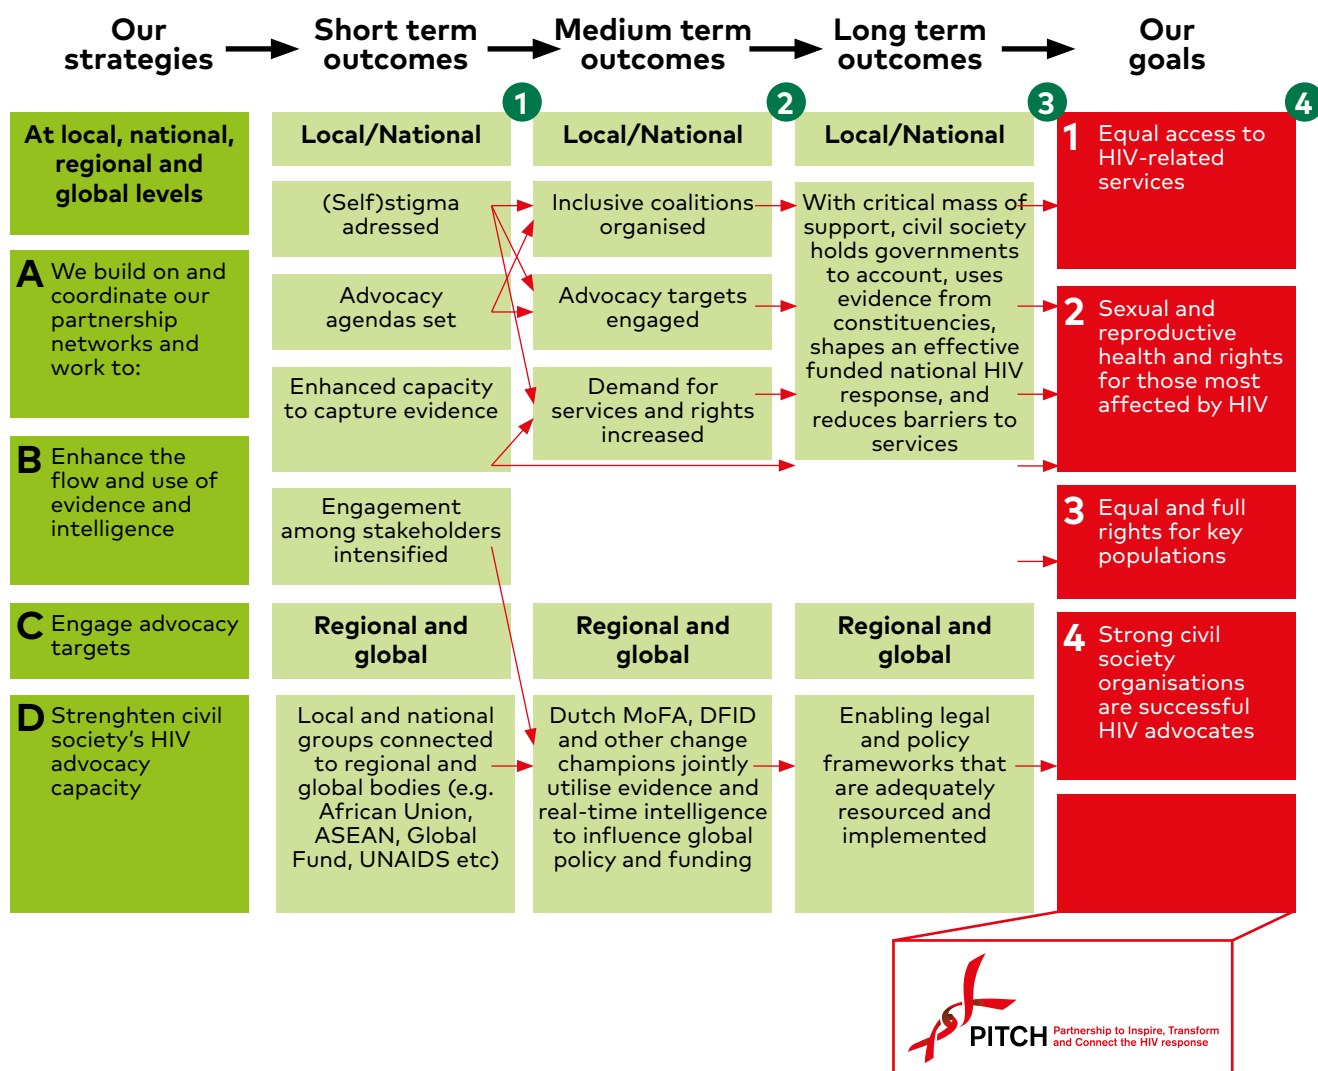 Our
strategies
Short term
outcomes
Medium term
outcomes
Long term
outcomes
Our
goals
1
2
3
4
At local, national,
regional and
global levels
A We build on and
coordinate our
partnership
networks and
work to:
B Enhance the
flow and use of
evidence and
intelligence
C Engage advocacy
targets
D Strenghten civil
society's HIV
advocacy
capacity
Local/National
(Self)stigma
adressed
Advocacy
agendas set
Enhanced capacity
to capture evidence
Engagement
among stakeholders
intensified
Regional and
global
Local and national
groups connected
to regional and
global bodies (e.g.
African Union,
ASEAN, Global
Fund, UNAIDS etc)
Local/National
Inclusive coalitions
organised
Advocacy targets
engaged
Demand for
services and rights
increased
Regional and
global
Dutch MoFA, DFID
and other change
champions jointly
utilise evidence and
real-time intelligence
to influence global
policy and funding
Local/National
With critical mass of
support, civil society
holds governments
to account, uses
evidence from
constituencies,
shapes an effective
funded national HIV
response, and
reduces barriers to
services
Regional and
global
Enabling legal
and policy
frameworks that
are adequately
resourced and
implemented
1 Equal access to
HIV-related
services
2 Sexual and
reproductive
health and rights
for those most
affected by HIV
3 Equal and full
rights for key
populations
4 Strong civil
society
organisations
are successful
HIV advocates
PITCH Partnership to Inspire, Transform
and Connect the HIV response